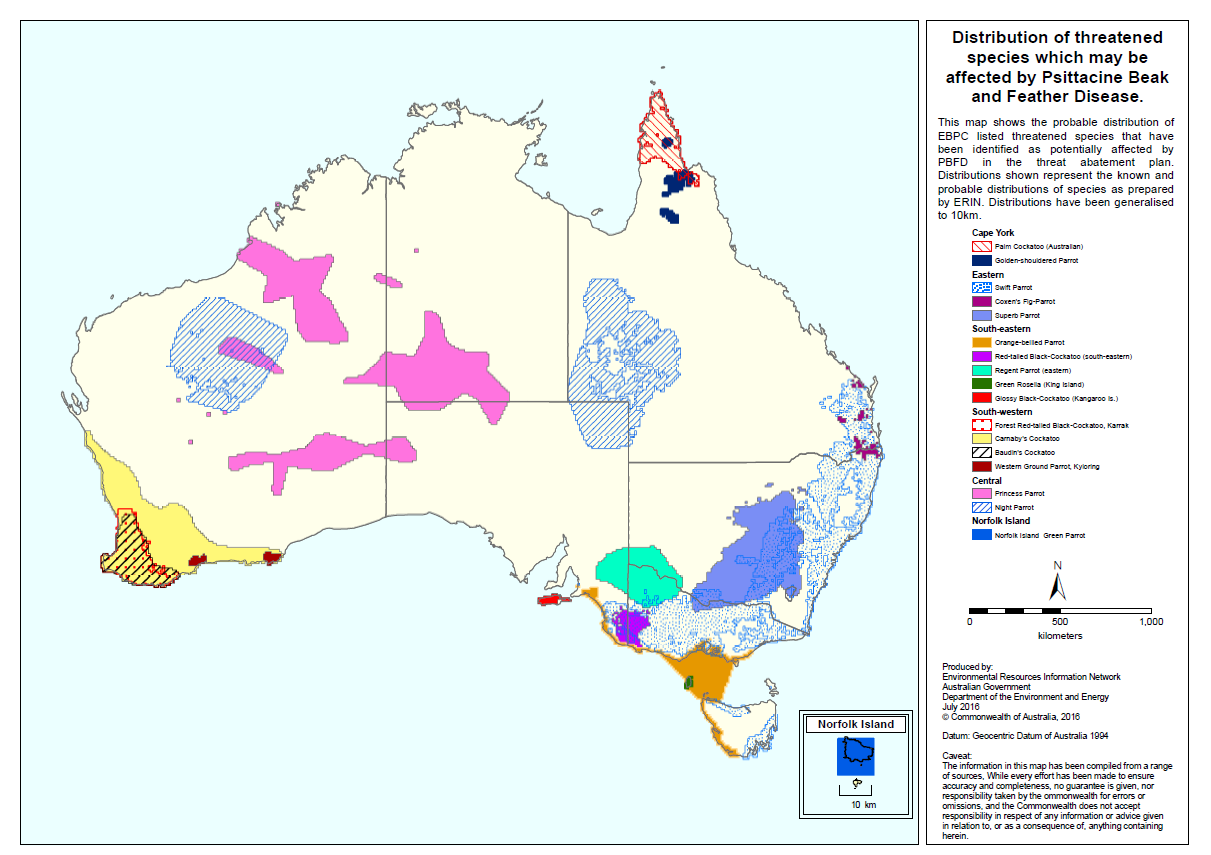 Distribution of threatened
species which may be
affected by Psittacine Beak
and Feather Disease.
This map shows the probable distribution of
EBPC listed threatened species that have
been identified as potentially affected by
PBFD in the threat abatement plan.
Distributions shown represent the known and
probable distributions of species as prepared
by ERIN. Distributions have been generalised
to 10km.
Cape York
Palm Cockatoo (Australian)
Golden-shouldered Parrot
Eastern
Swift Parrot
Coxen's Fig-Parrot
Superb Parrot
South-eastern
Orange-bellied Parrot
Red-tailed Black-Cockatoo (south-eastern)
Regent Parrot (eastern)
Green Rosella (King Island)
Glossy Black-Cockatoo (Kangaroo Is.)
South-western
Forest Red-tailed Black-Cockatoo, Karrak
Carnaby's Cockatoo
Baudin's Cockatoo
Western Ground Parrot, Kyloring
Central
Princess Parrot
Night Parrot
Norfolk Island
Norfolk Island Green Parrot
N
0 500 1,000
kilometers
Produced by:
Environmental Resources Information Network
Australian Government
Department of the Environment and Energy
July 2016
© Commonwealth of Australia, 2016
Datum: Geocentric Datum of Australia 1994
Caveat:
The information in this map has been compiled from a range
of sources, While every effort has been made to ensure
accuracy and completeness, no guarantee is given, nor
responsibility taken by the ommonwealth for errors or
omissions, and the Commonwealth does not accept
responsibility in respect of any information or advice given
in relation to, or as a consequence of, anything containing
herein.
Norfolk Island
10 km